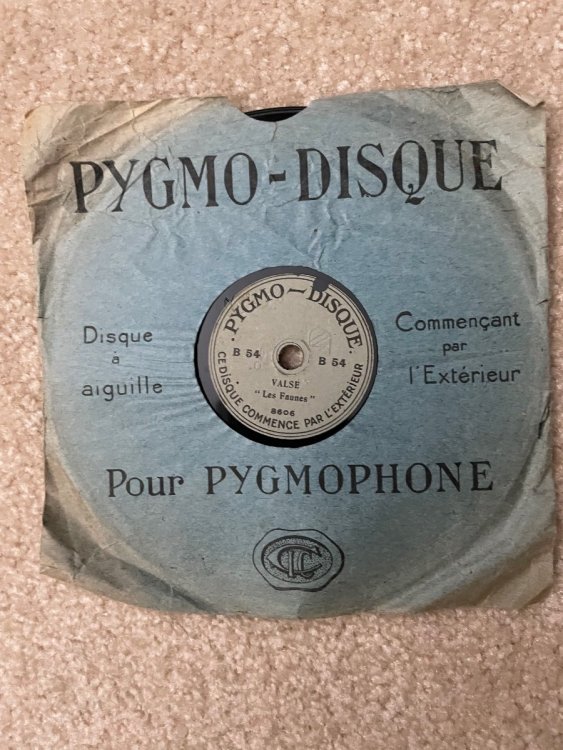 PYGMO-DISQUE
Disque
à
aiguille
Commençant
par
l'Extérieur
· PYGMO-DISQUE ·
B 54
B 54
VALSE
"Les Faunes"
8606
CE DISQUE COMMENCE PAR L'EXTÉRIEUR
Pour PYGMOPHONE